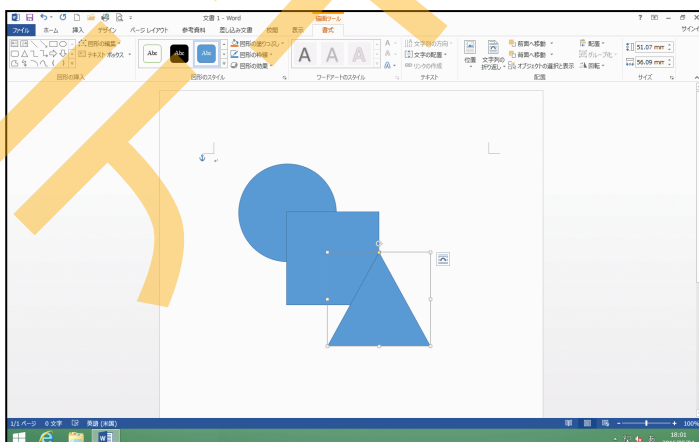 文書 1 - Word
描画ツール
サインイ
ファイル ホーム 挿入 デザイン ページ レイアウト 参考資料 差し込み文書 校閲 表示 書式
図形の編集
テキスト ボックス
図形の挿入
Abc Abc Abc
図形の塗りつぶし
図形の枠線
図形の効果
図形のスタイル
A A A
ワードアートのスタイル
文字列の方向
文字の配置
リンクの作成
テキスト
位置 文字列の折り返し
前面へ移動
背面へ移動
オブジェクトの選択と表示
配置
グループ化
回転
配置
51.07 mm
56.09 mm
サイズ
1/1 ページ 0 文字 英語 (米国)
100%
18:01